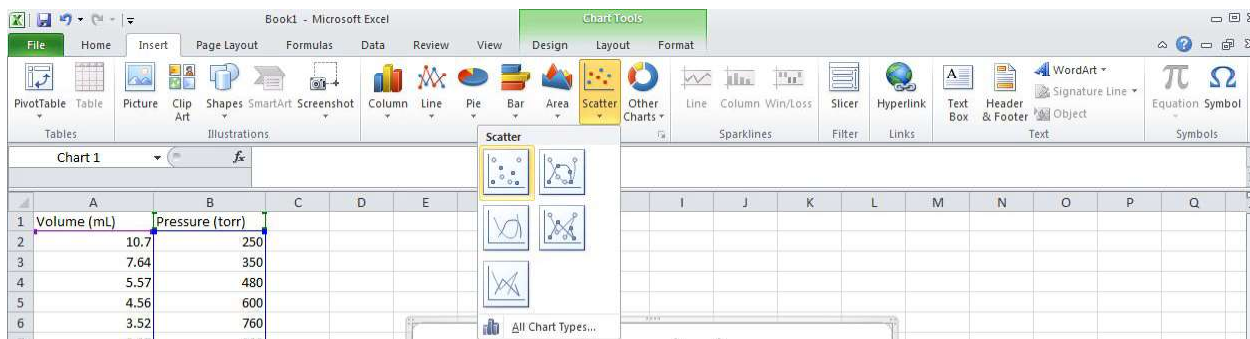 Book1 - Microsoft Excel
Chart Tools
File Home Insert Page Layout Formulas Data Review View Design Layout Format
PivotTable Table Picture Clip Art Shapes SmartArt Screenshot Column Line Pie Bar Area Scatter Other Charts Line Column Win/Loss Slicer Hyperlink Text Box Header & Footer WordArt Signature Line Object Equation Symbol
Tables Illustrations Sparklines Filter Links Text Symbols
Scatter
Chart 1 fx
A B C D E I J K L M N O P Q
1 Volume (mL) Pressure (torr)
2 10.7 250
3 7.64 350
4 5.57 480
5 4.56 600
6 3.52 760
All Chart Types...